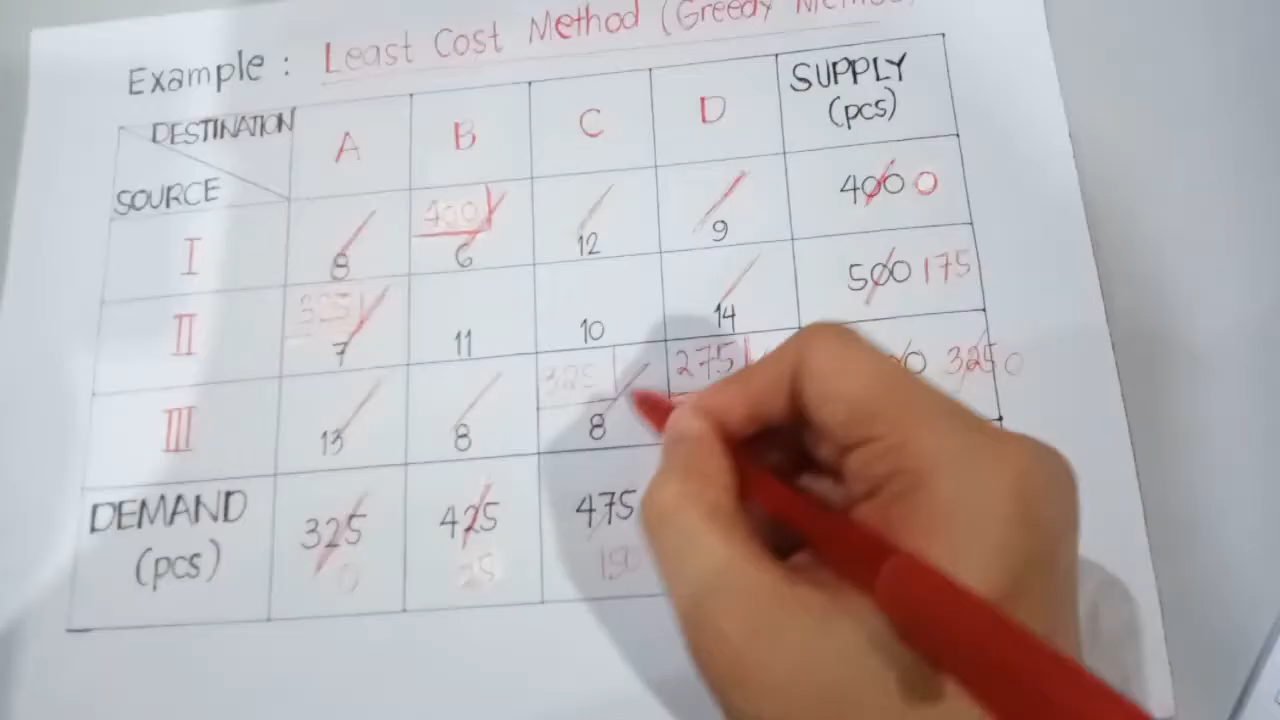 Example : Least Cost Method (Greedy
DESTINATION A B C D SUPPLY (pcs)
SOURCE
I 8 400 6 12 9 400 0
II 325 7 11 10 14 500 175
III 13 8 325 8 275 325 0
DEMAND (pcs) 325 0 425 25 475 150